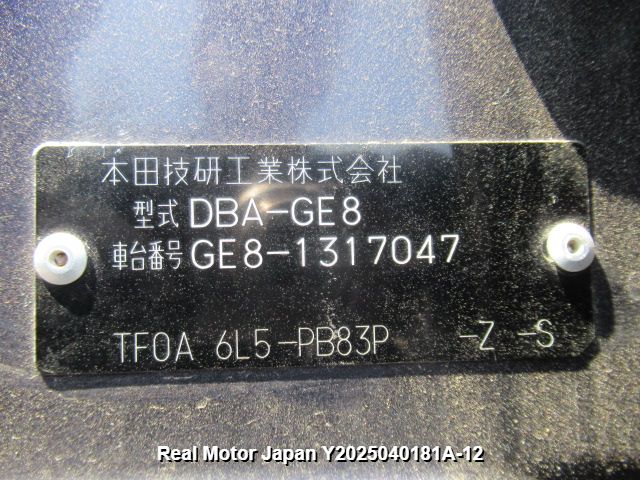 本田技研工業株式会社
型式 DBA-GE8
車台番号 GE8-1317047
TF0A 6L5-PB83P -Z -S
Real Motor Japan Y2025040181A-12